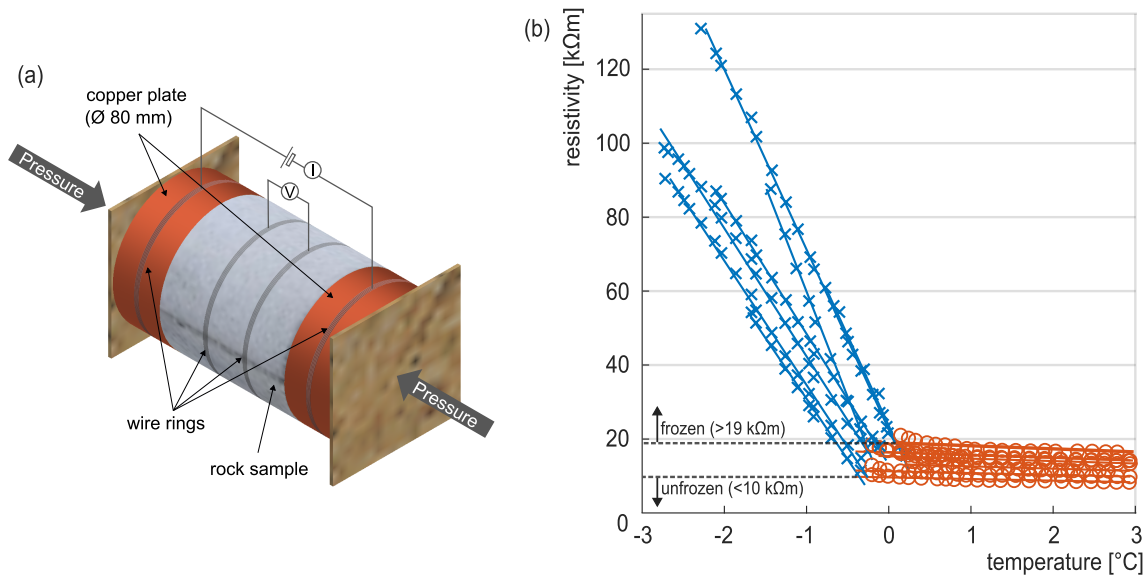 (a)
copper plate
(Ø 80 mm)
Pressure
I
V
Pressure
wire rings
rock sample
(b)
resistivity [kΩm]
120
100
80
60
40
20
0
frozen (>19 kΩm)
unfrozen (<10 kΩm)
-3
-2
-1
0
1
2
3
temperature [°C]